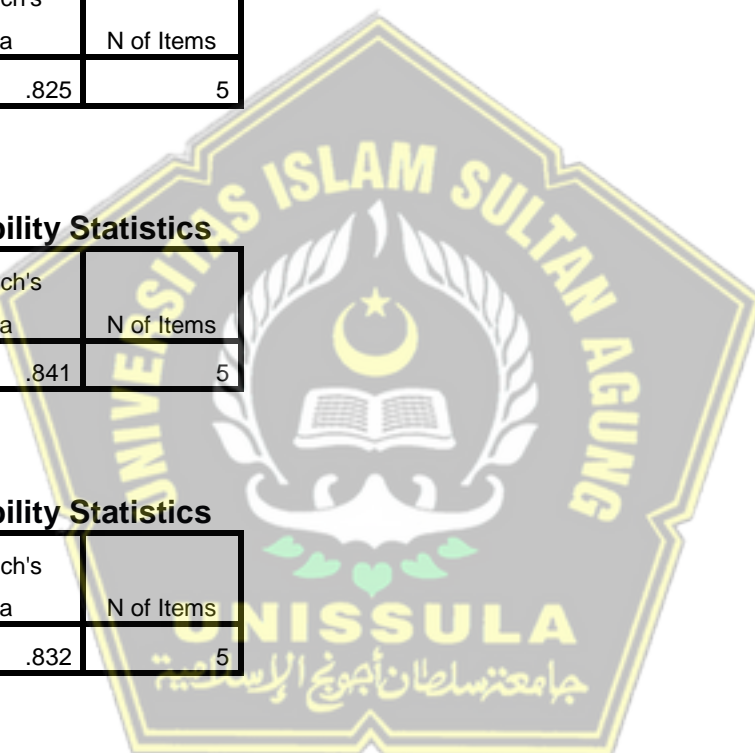 ch's
a N of Items
.825 5
bility Statistics
ch's
a N of Items
.841 5
bility Statistics
ch's
a N of Items
.832 5
UNIVERSITAS ISLAM SULTAN AGUNG
UNISSULA
جامعة سلطان أجونج الإسلامية